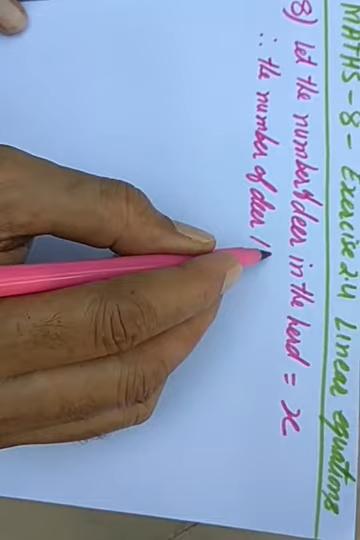 MATHS - 8 - Exercise 2.4 Linear equations
8) Let the number of deer in the herd = x
∴ the number of deer